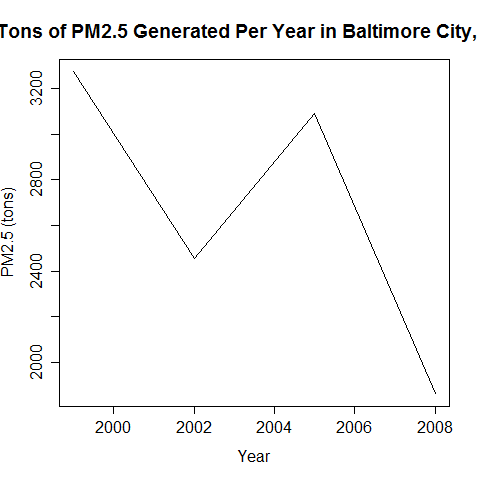 Tons of PM2.5 Generated Per Year in Baltimore City,
PM2.5 (tons)
3200
2800
2400
2000
2000 2002 2004 2006 2008
Year